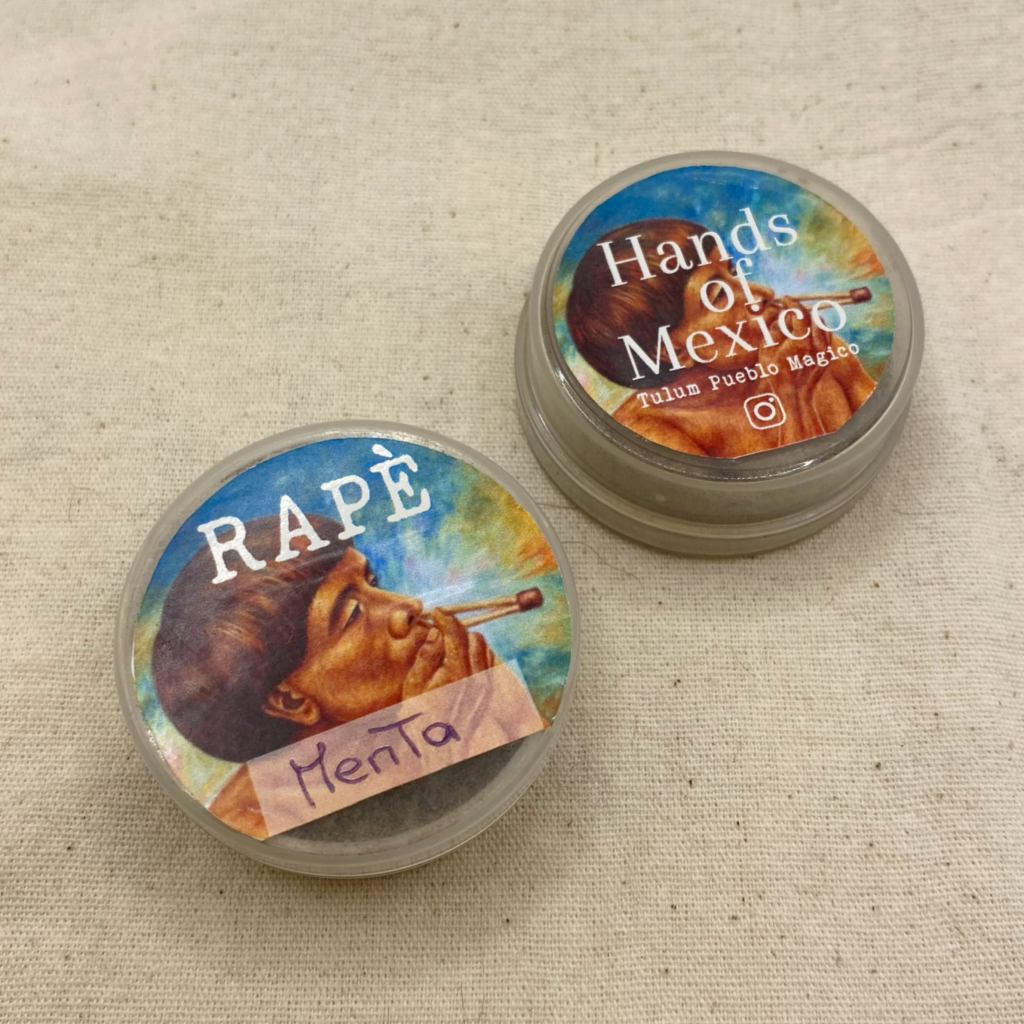 Hands
of
Mexico
Tulum Pueblo Magico
RAPÈ
Menta